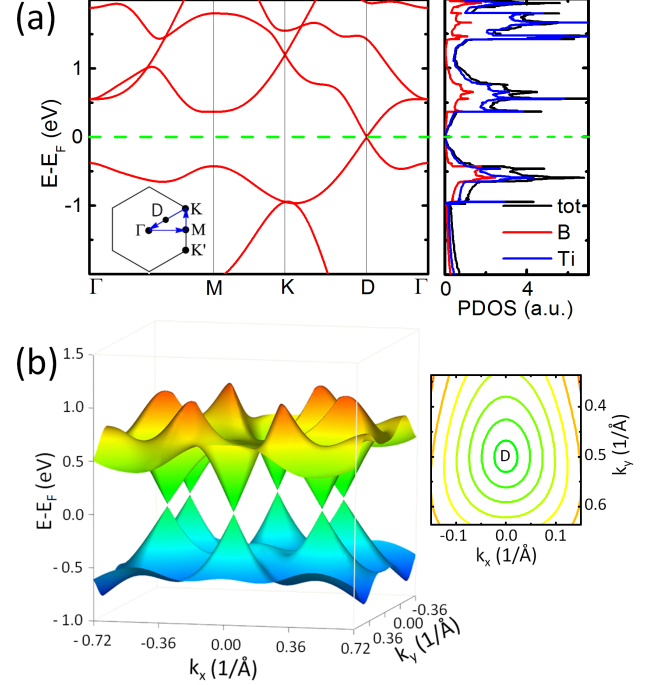 (a)
1
0
-1
E-E_F (eV)
D
K
Γ
M
K'
Γ
M
K
D
Γ
tot
B
Ti
0
4
PDOS (a.u.)
(b)
1.5
1.0
0.5
0.0
- 0.5
- 1.0
E-E_F (eV)
- 0.72
-0.36
0.00
0.36
0.72
k_x (1/Å)
0.36
0.00
-0.36
k_y (1/Å)
D
0.4
0.5
0.6
k_y (1/Å)
-0.1
0.0
0.1
k_x (1/Å)